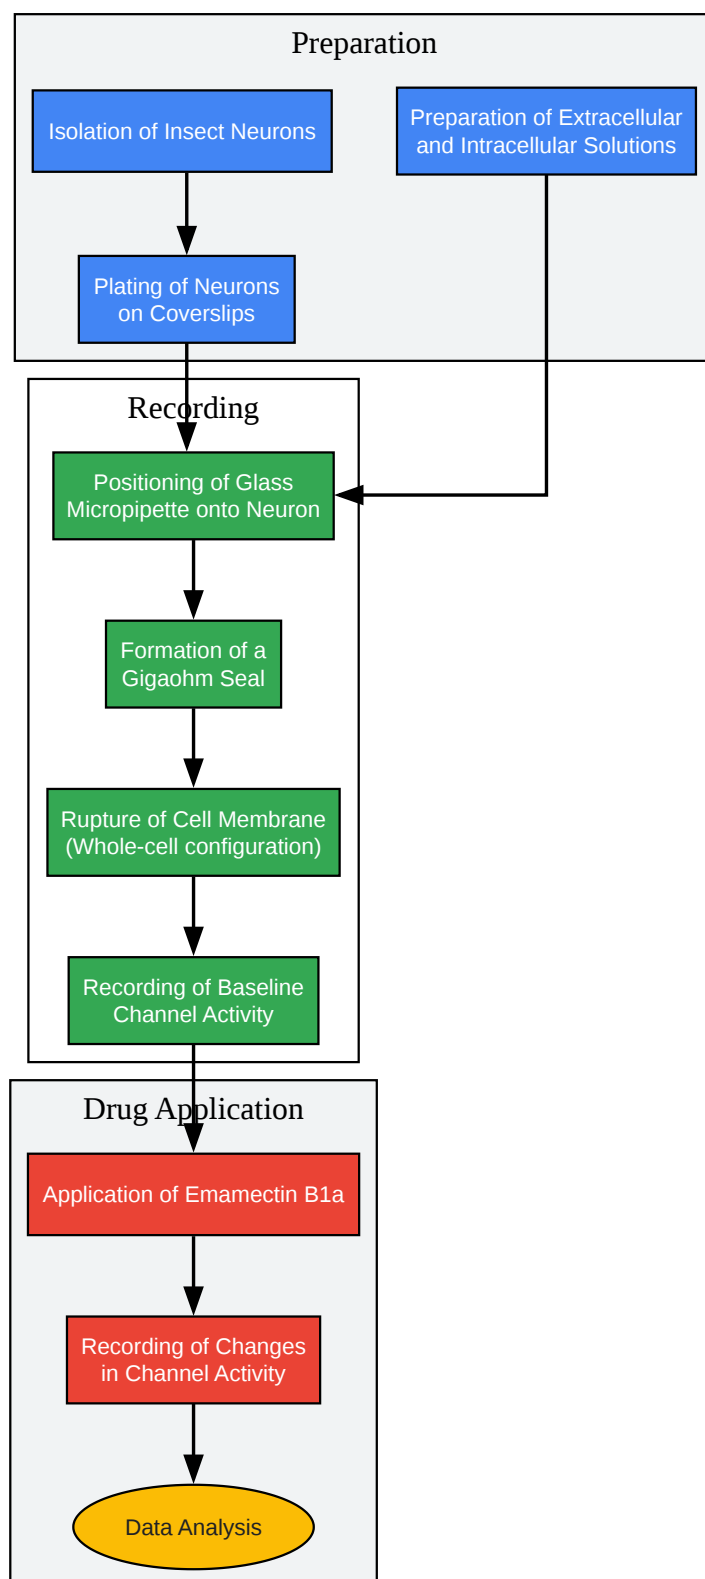 Preparation
Isolation of Insect Neurons
Preparation of Extracellular
and Intracellular Solutions
Plating of Neurons
on Coverslips
Recording
Positioning of Glass
Micropipette onto Neuron
Formation of a
Gigaohm Seal
Rupture of Cell Membrane
(Whole-cell configuration)
Recording of Baseline
Channel Activity
Drug Application
Application of Emamectin B1a
Recording of Changes
in Channel Activity
Data Analysis